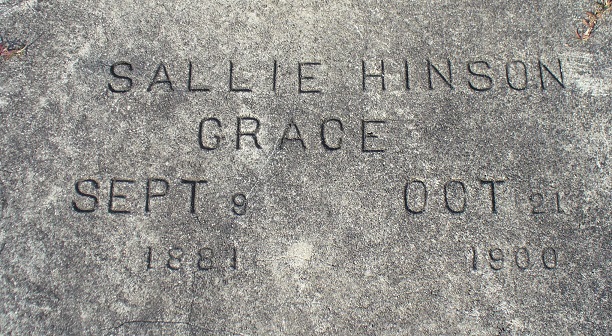 SALLIE HINSON
GRACE
SEPT 9 OCT 21
1881 1900